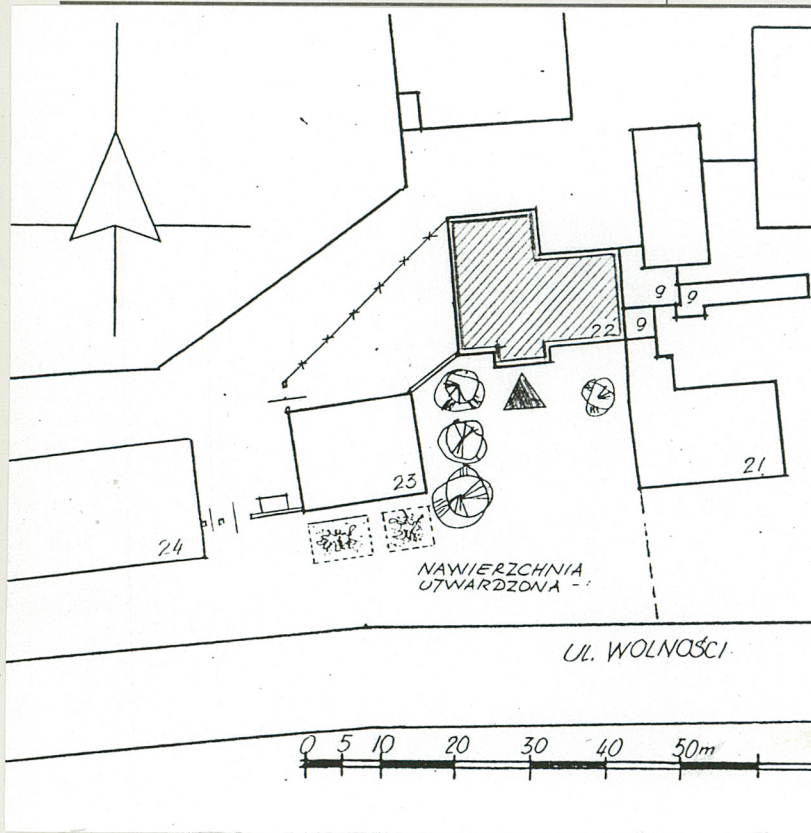 9 9
22 9
23
21
24
NAWIERZCHNIA
UTWARDZONA
UL. WOLNOŚCI
0 5 10 20 30 40 50m